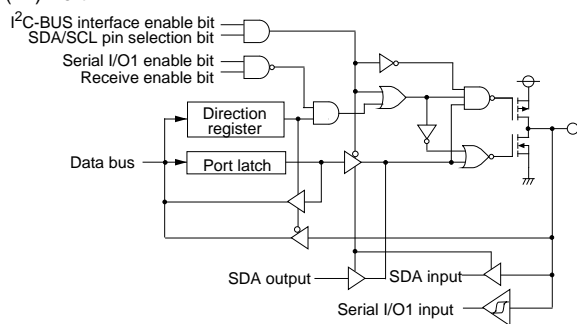 I²C-BUS interface enable bit
SDA/SCL pin selection bit
Serial I/O1 enable bit
Receive enable bit
Direction
register
Data bus
Port latch
SDA output
SDA input
Serial I/O1 input